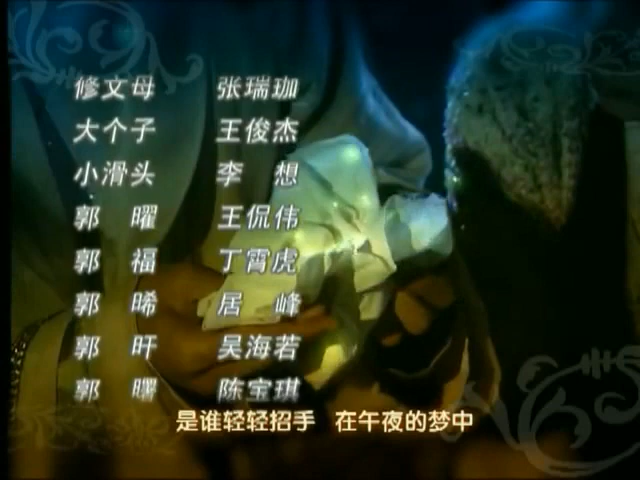 修文母 张瑞珈
大个子 王俊杰
小滑头 李 想
郭 曜 王侃伟
郭 福 丁霄虎
郭 晞 居 峰
郭 旰 吴海若
郭 曙 陈宝琪
是谁轻轻招手 在午夜的梦中